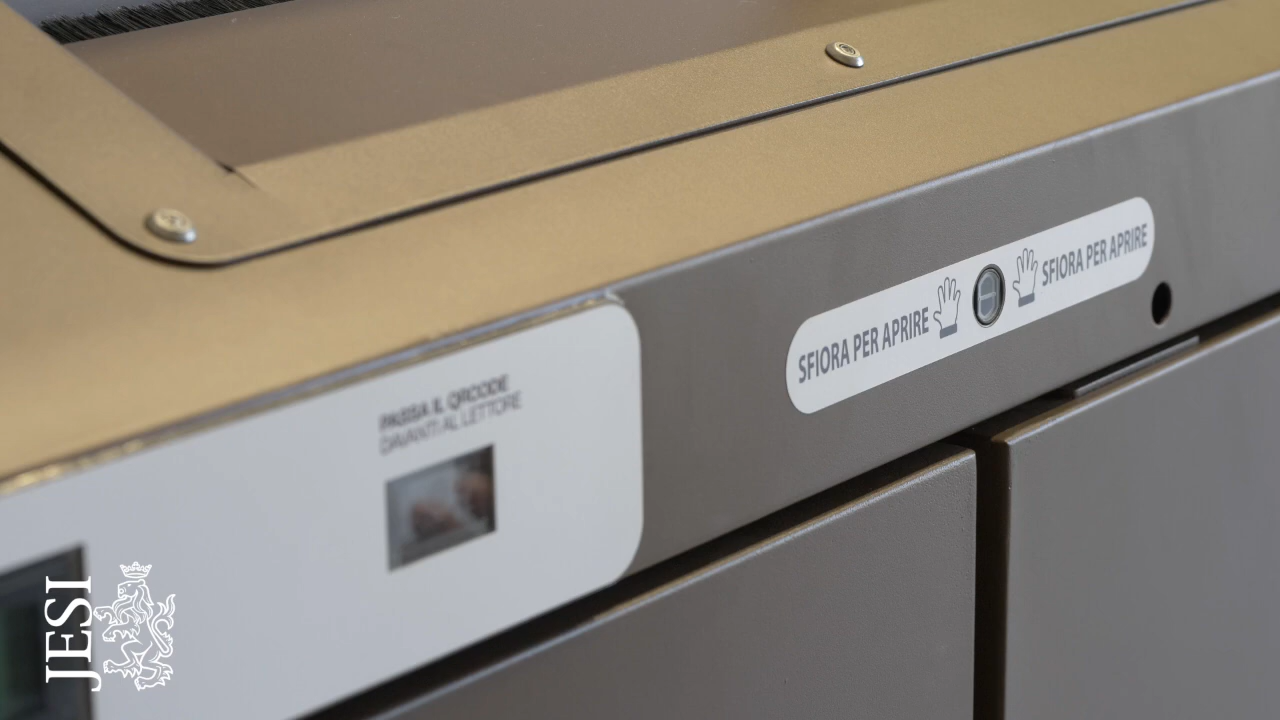 SFIORA PER APRIRE SFIORA PER APRIRE
PASSA IL QRCODE
DAVANTI AL LETTORE
JESI